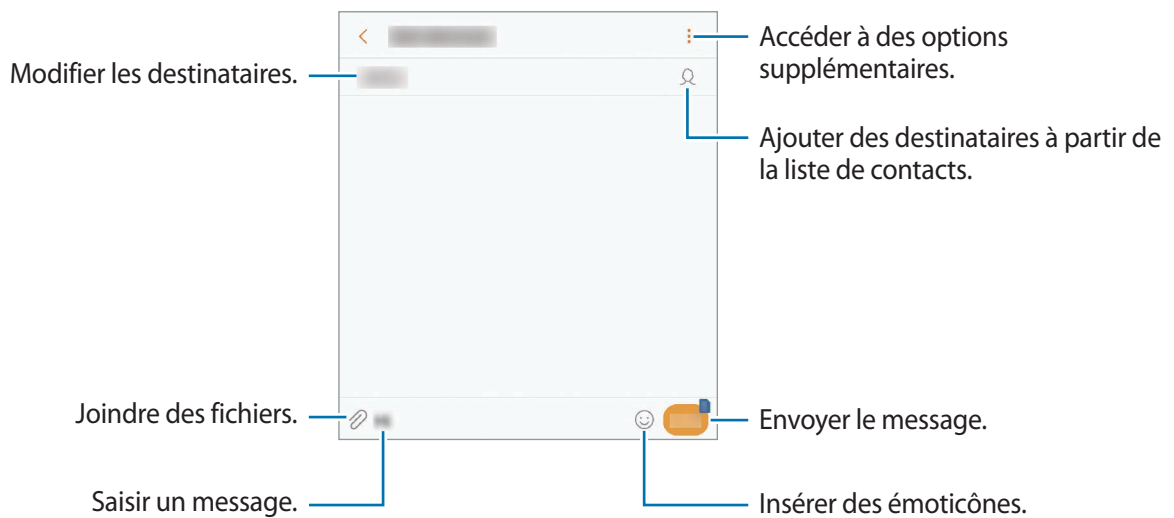 Accéder à des options
supplémentaires.
Modifier les destinataires.
Ajouter des destinataires à partir de
la liste de contacts.
Joindre des fichiers.
Envoyer le message.
Saisir un message.
Insérer des émoticônes.